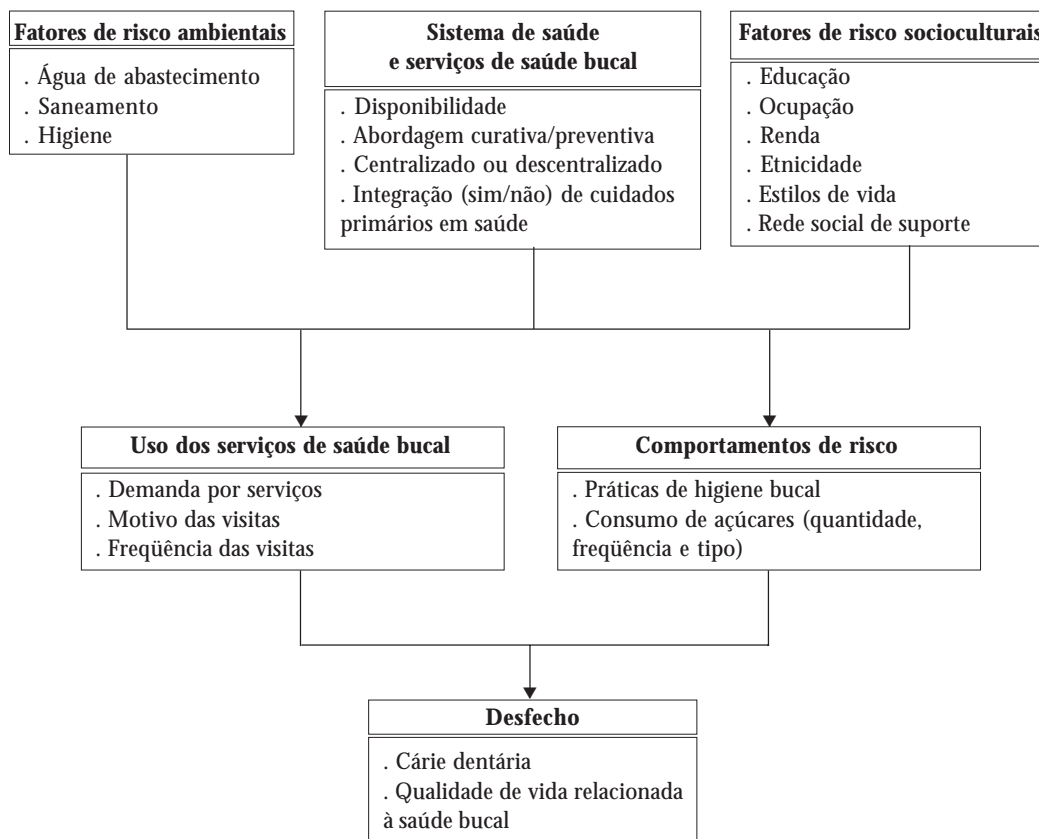 Fatores de risco ambientais
. Água de abastecimento
. Saneamento
. Higiene
Sistema de saúde
e serviços de saúde bucal
. Disponibilidade
. Abordagem curativa/preventiva
. Centralizado ou descentralizado
. Integração (sim/não) de cuidados
primários em saúde
Fatores de risco socioculturais
. Educação
. Ocupação
. Renda
. Etnicidade
. Estilos de vida
. Rede social de suporte
Uso dos serviços de saúde bucal
. Demanda por serviços
. Motivo das visitas
. Freqüência das visitas
Comportamentos de risco
. Práticas de higiene bucal
. Consumo de açúcares (quantidade,
freqüência e tipo)
Desfecho
. Cárie dentária
. Qualidade de vida relacionada
à saúde bucal